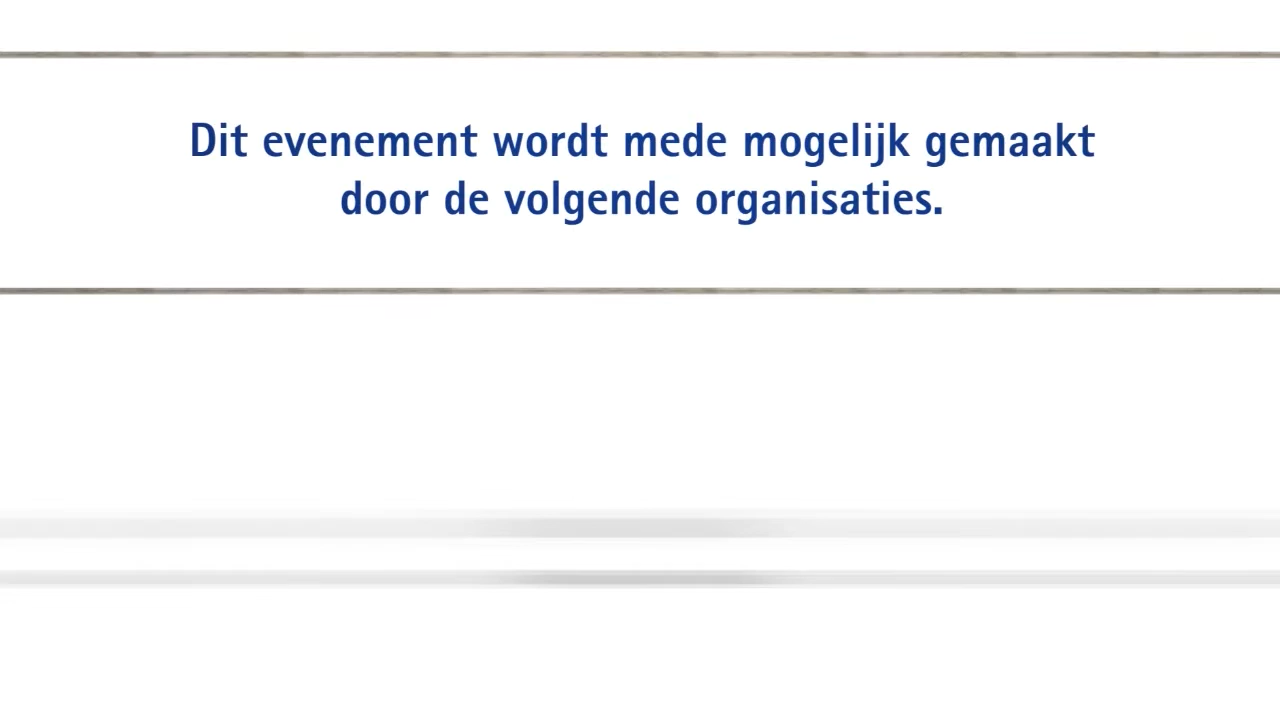 Dit evenement wordt mede mogelijk gemaakt
door de volgende organisaties.